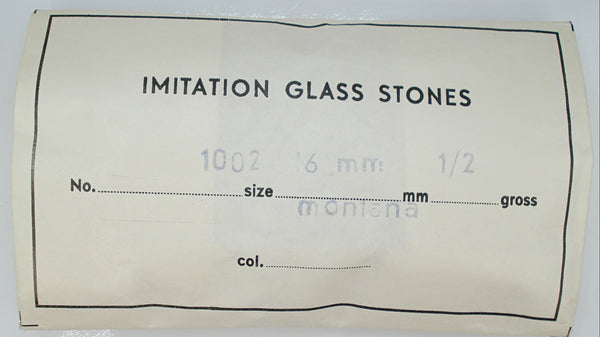 IMITATION GLASS STONES
1002 16 mm 1/2
No. size mm gross
montana
col.